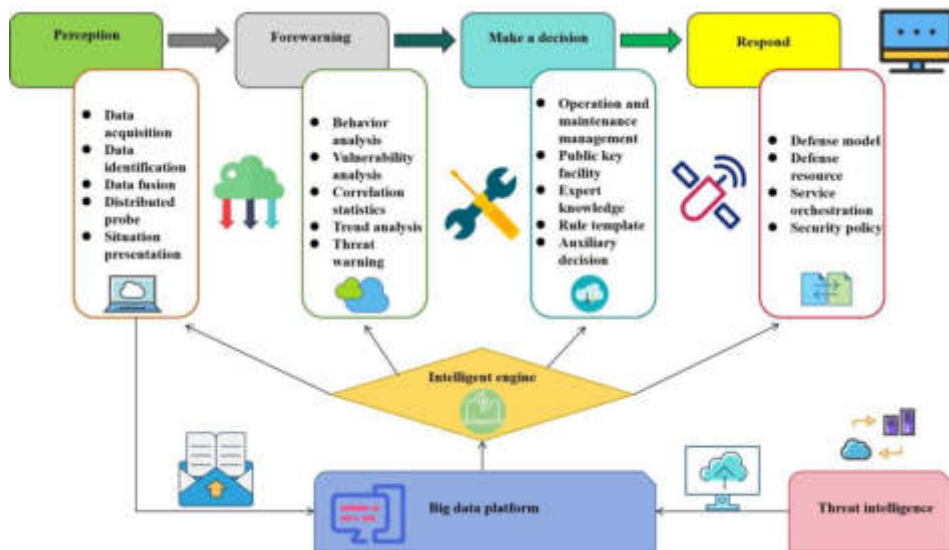 Perception
Forewarning
Make a decision
Respond
Data
acquisition
Data
identification
Data fusion
Distributed
probe
Situation
presentation
Behavior
analysis
Vulnerability
analysis
Correlation
statistics
Trend analysis
Threat
warning
Operation and
maintenance
management
Public key
facility
Expert
knowledge
Rule template
Auxiliary
decision
Defense model
Defense
resource
Service
orchestration
Security policy
Intelligent engine
Big data platform
Threat intelligence